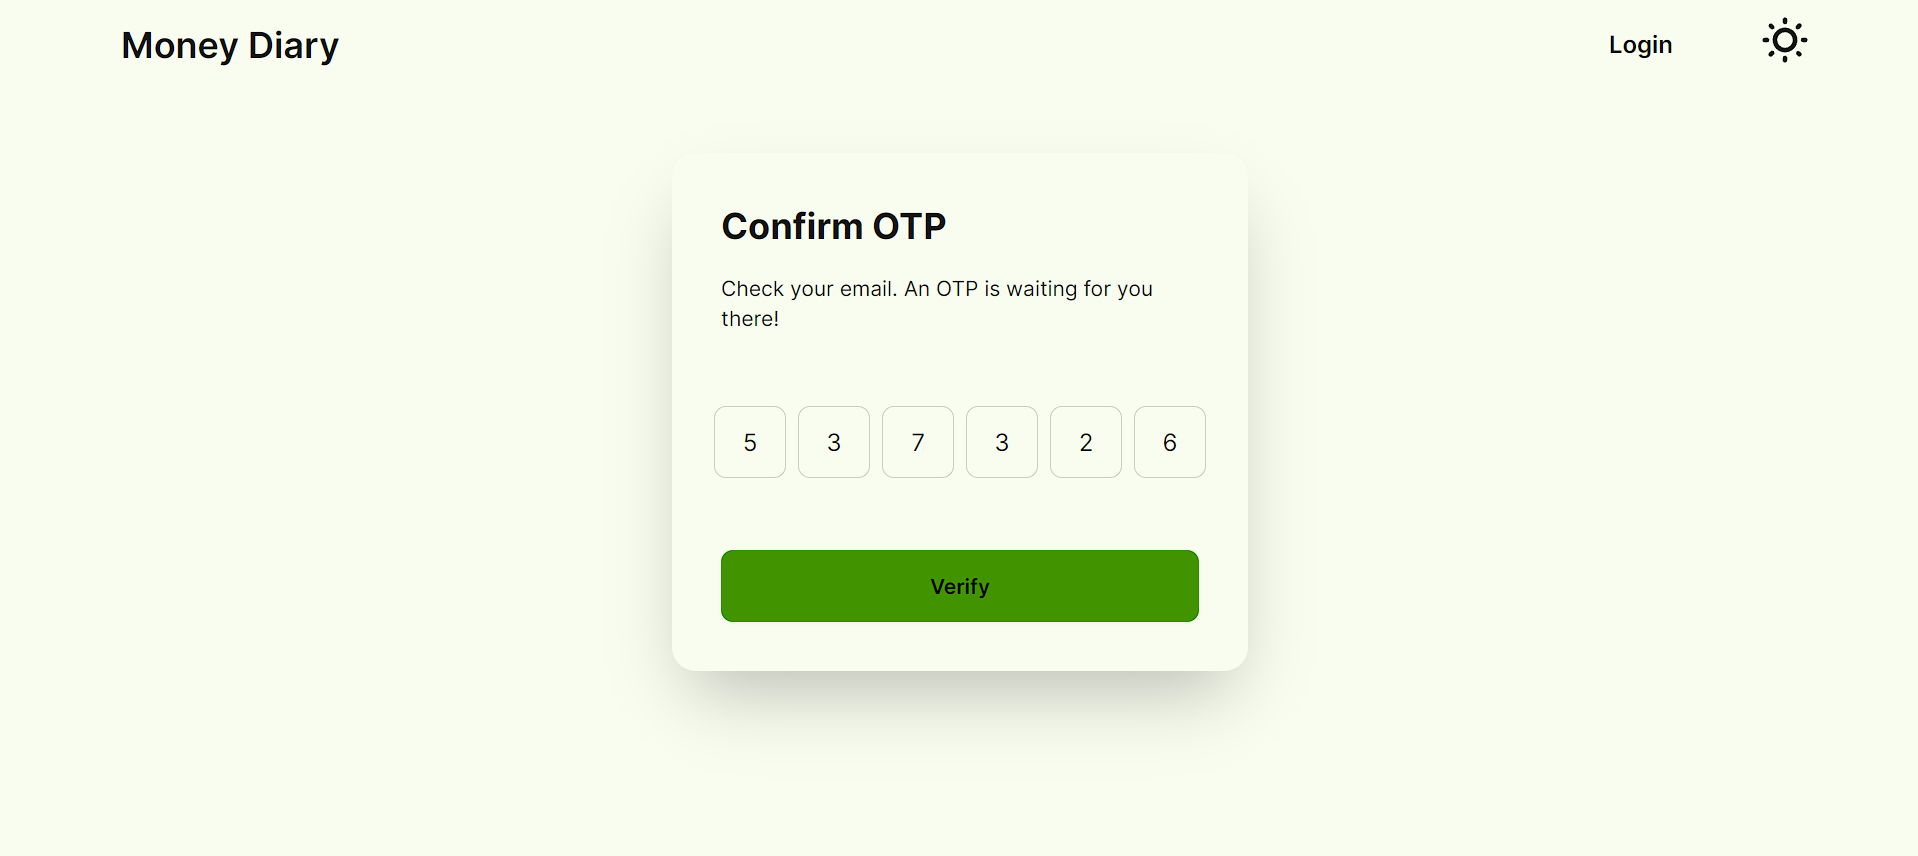 Money Diary
Login
Confirm OTP
Check your email. An OTP is waiting for you
there!
5 3 7 3 2 6
Verify